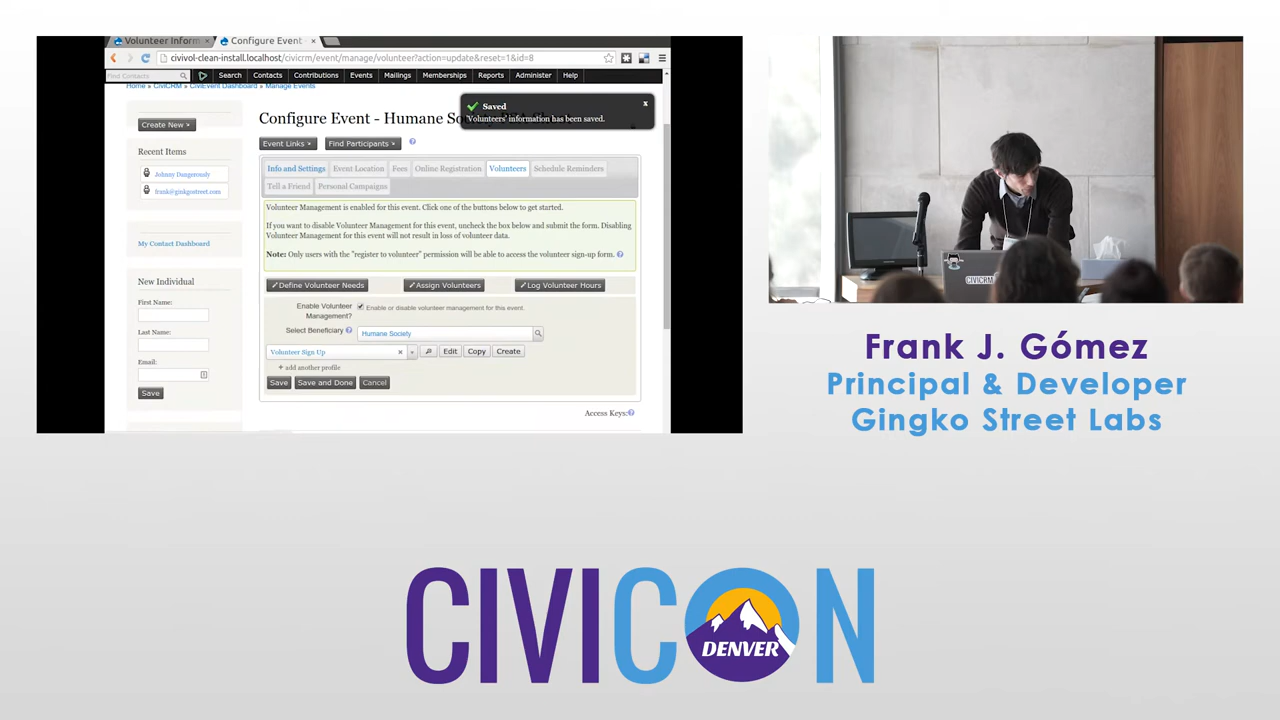 Volunteer Inform
Configure Event -
civivol-clean-install.localhost/civicrm/event/manage/volunteer?action=update&reset=1&id=8
Find Contacts
Search Contacts Contributions Events Mailings Memberships Reports Administer Help
Home » CiviCRM » CiviEvent Dashboard » Manage Events
Saved
Volunteers' information has been saved.
Create New »
Recent Items
Johnny Dangerously
frank@ginkgostreet.com
My Contact Dashboard
New Individual
First Name:
Last Name:
Email:
Save
Configure Event - Humane So
Event Links » Find Participants »
Info and Settings Event Location Fees Online Registration Volunteers Schedule Reminders
Tell a Friend Personal Campaigns
Volunteer Management is enabled for this event. Click one of the buttons below to get started.
If you want to disable Volunteer Management for this event, uncheck the box below and submit the form. Disabling
Volunteer Management for this event will not result in loss of volunteer data.
Note: Only users with the "register to volunteer" permission will be able to access the volunteer sign-up form.
Define Volunteer Needs Assign Volunteers Log Volunteer Hours
Enable Volunteer
Management?
Enable or disable volunteer management for this event.
Select Beneficiary Humane Society
Volunteer Sign Up Edit Copy Create
+ add another profile
Save Save and Done Cancel
Access Keys:
CIVICRM
Frank J. Gómez
Principal & Developer
Gingko Street Labs
CIVICON
DENVER